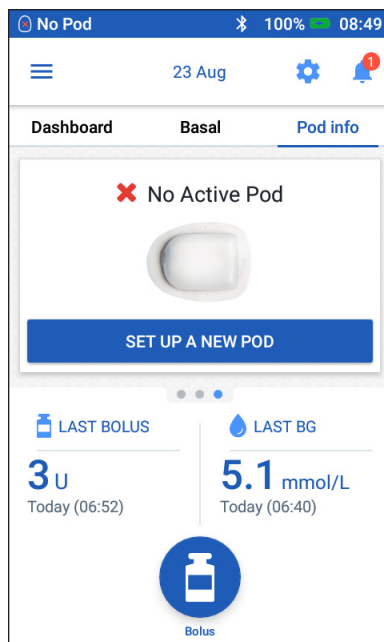 No Pod 100% 08:49
23 Aug 1
Dashboard Basal Pod info
No Active Pod
SET UP A NEW POD
LAST BOLUS LAST BG
3 U 5.1 mmol/L
Today (06:52) Today (06:40)
Bolus